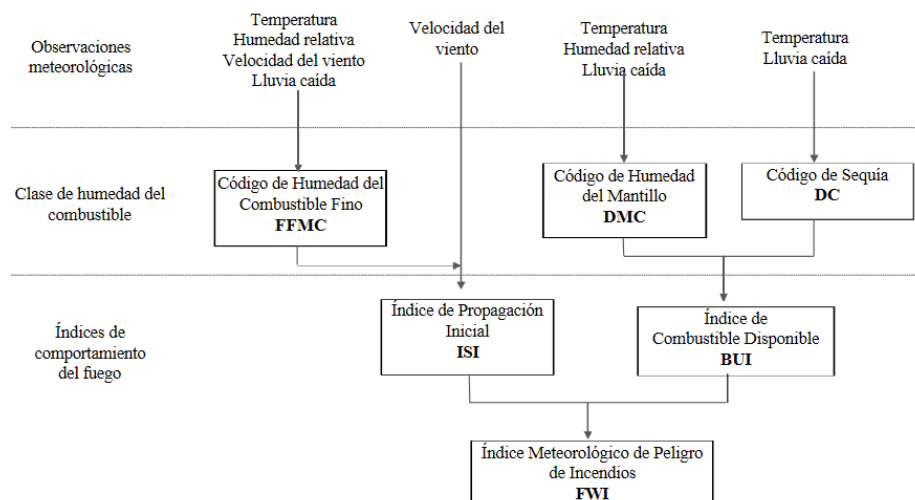 Observaciones
meteorológicas
Temperatura
Humedad relativa
Velocidad del viento
Lluvia caída
Velocidad del
viento
Temperatura
Humedad relativa
Lluvia caída
Temperatura
Lluvia caída
Clase de humedad del
combustible
Código de Humedad del
Combustible Fino
FFMC
Código de Humedad
del Mantillo
DMC
Código de Sequía
DC
Índices de
comportamiento
del fuego
Índice de Propagación
Inicial
ISI
Índice de
Combustible Disponible
BUI
Índice Meteorológico de Peligro
de Incendios
FWI